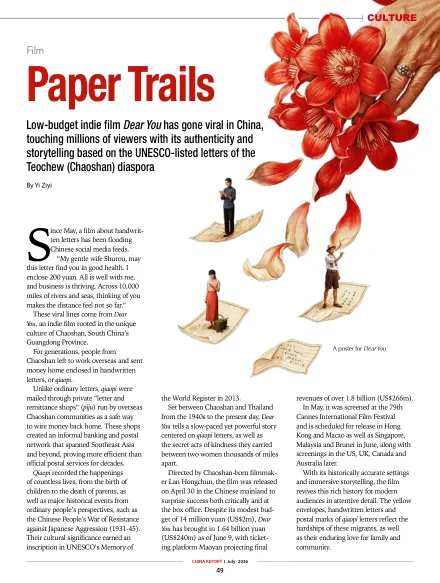 CULTURE
Film
Paper Trails
Low-budget indie film Dear You has gone viral in China,
touching millions of viewers with its authenticity and
storytelling based on the UNESCO-listed letters of the
Teochew (Chaoshan) diaspora
By Yi Ziyi
Since May, a film about handwrit-
ten letters has been flooding
Chinese social media feeds.
"My gentle wife Shurou, may
this letter find you in good health. I
enclose 200 yuan. All is well with me,
and business is thriving. Across 10,000
miles of rivers and seas, thinking of you
makes the distance feel not so far."
These viral lines come from Dear
You, an indie film rooted in the unique
culture of Chaoshan, South China's
Guangdong Province.
For generations, people from
Chaoshan left to work overseas and sent
money home enclosed in handwritten
letters, or qiaopi.
Unlike ordinary letters, qiaopi were
mailed through private "letter and
remittance shops" (piju) run by overseas
Chaoshan communities as a safe way
to wire money back home. These shops
created an informal banking and postal
network that spanned Southeast Asia
and beyond, proving more efficient than
official postal services for decades.
Qiaopi recorded the happenings
of countless lives, from the birth of
children to the death of parents, as
well as major historical events from
ordinary people's perspectives, such as
the Chinese People's War of Resistance
against Japanese Aggression (1931-45).
Their cultural significance earned an
inscription in UNESCO's Memory of
the World Register in 2013.
Set between Chaoshan and Thailand
from the 1940s to the present day, Dear
You tells a slow-paced yet powerful story
centered on qiaopi letters, as well as
the secret acts of kindness they carried
between two women thousands of miles
apart.
Directed by Chaoshan-born filmmak-
er Lan Hongchun, the film was released
on April 30 in the Chinese mainland to
surprise success both critically and at
the box office. Despite its modest bud-
get of 14 million yuan (US$2m), Dear
You has brought in 1.64 billion yuan
(US$240m) as of June 9, with ticket-
ing platform Maoyan projecting final
A poster for Dear You
revenues of over 1.8 billion (US$266m).
In May, it was screened at the 79th
Cannes International Film Festival
and is scheduled for release in Hong
Kong and Macao as well as Singapore,
Malaysia and Brunei in June, along with
screenings in the US, UK, Canada and
Australia later.
With its historically accurate settings
and immersive storytelling, the film
revives this rich history for modern
audiences in attentive detail. The yellow
envelopes, handwritten letters and
postal marks of qiaopi letters reflect the
hardships of these migrants, as well
as their enduring love for family and
community.
CHINA REPORT I July 2026
49